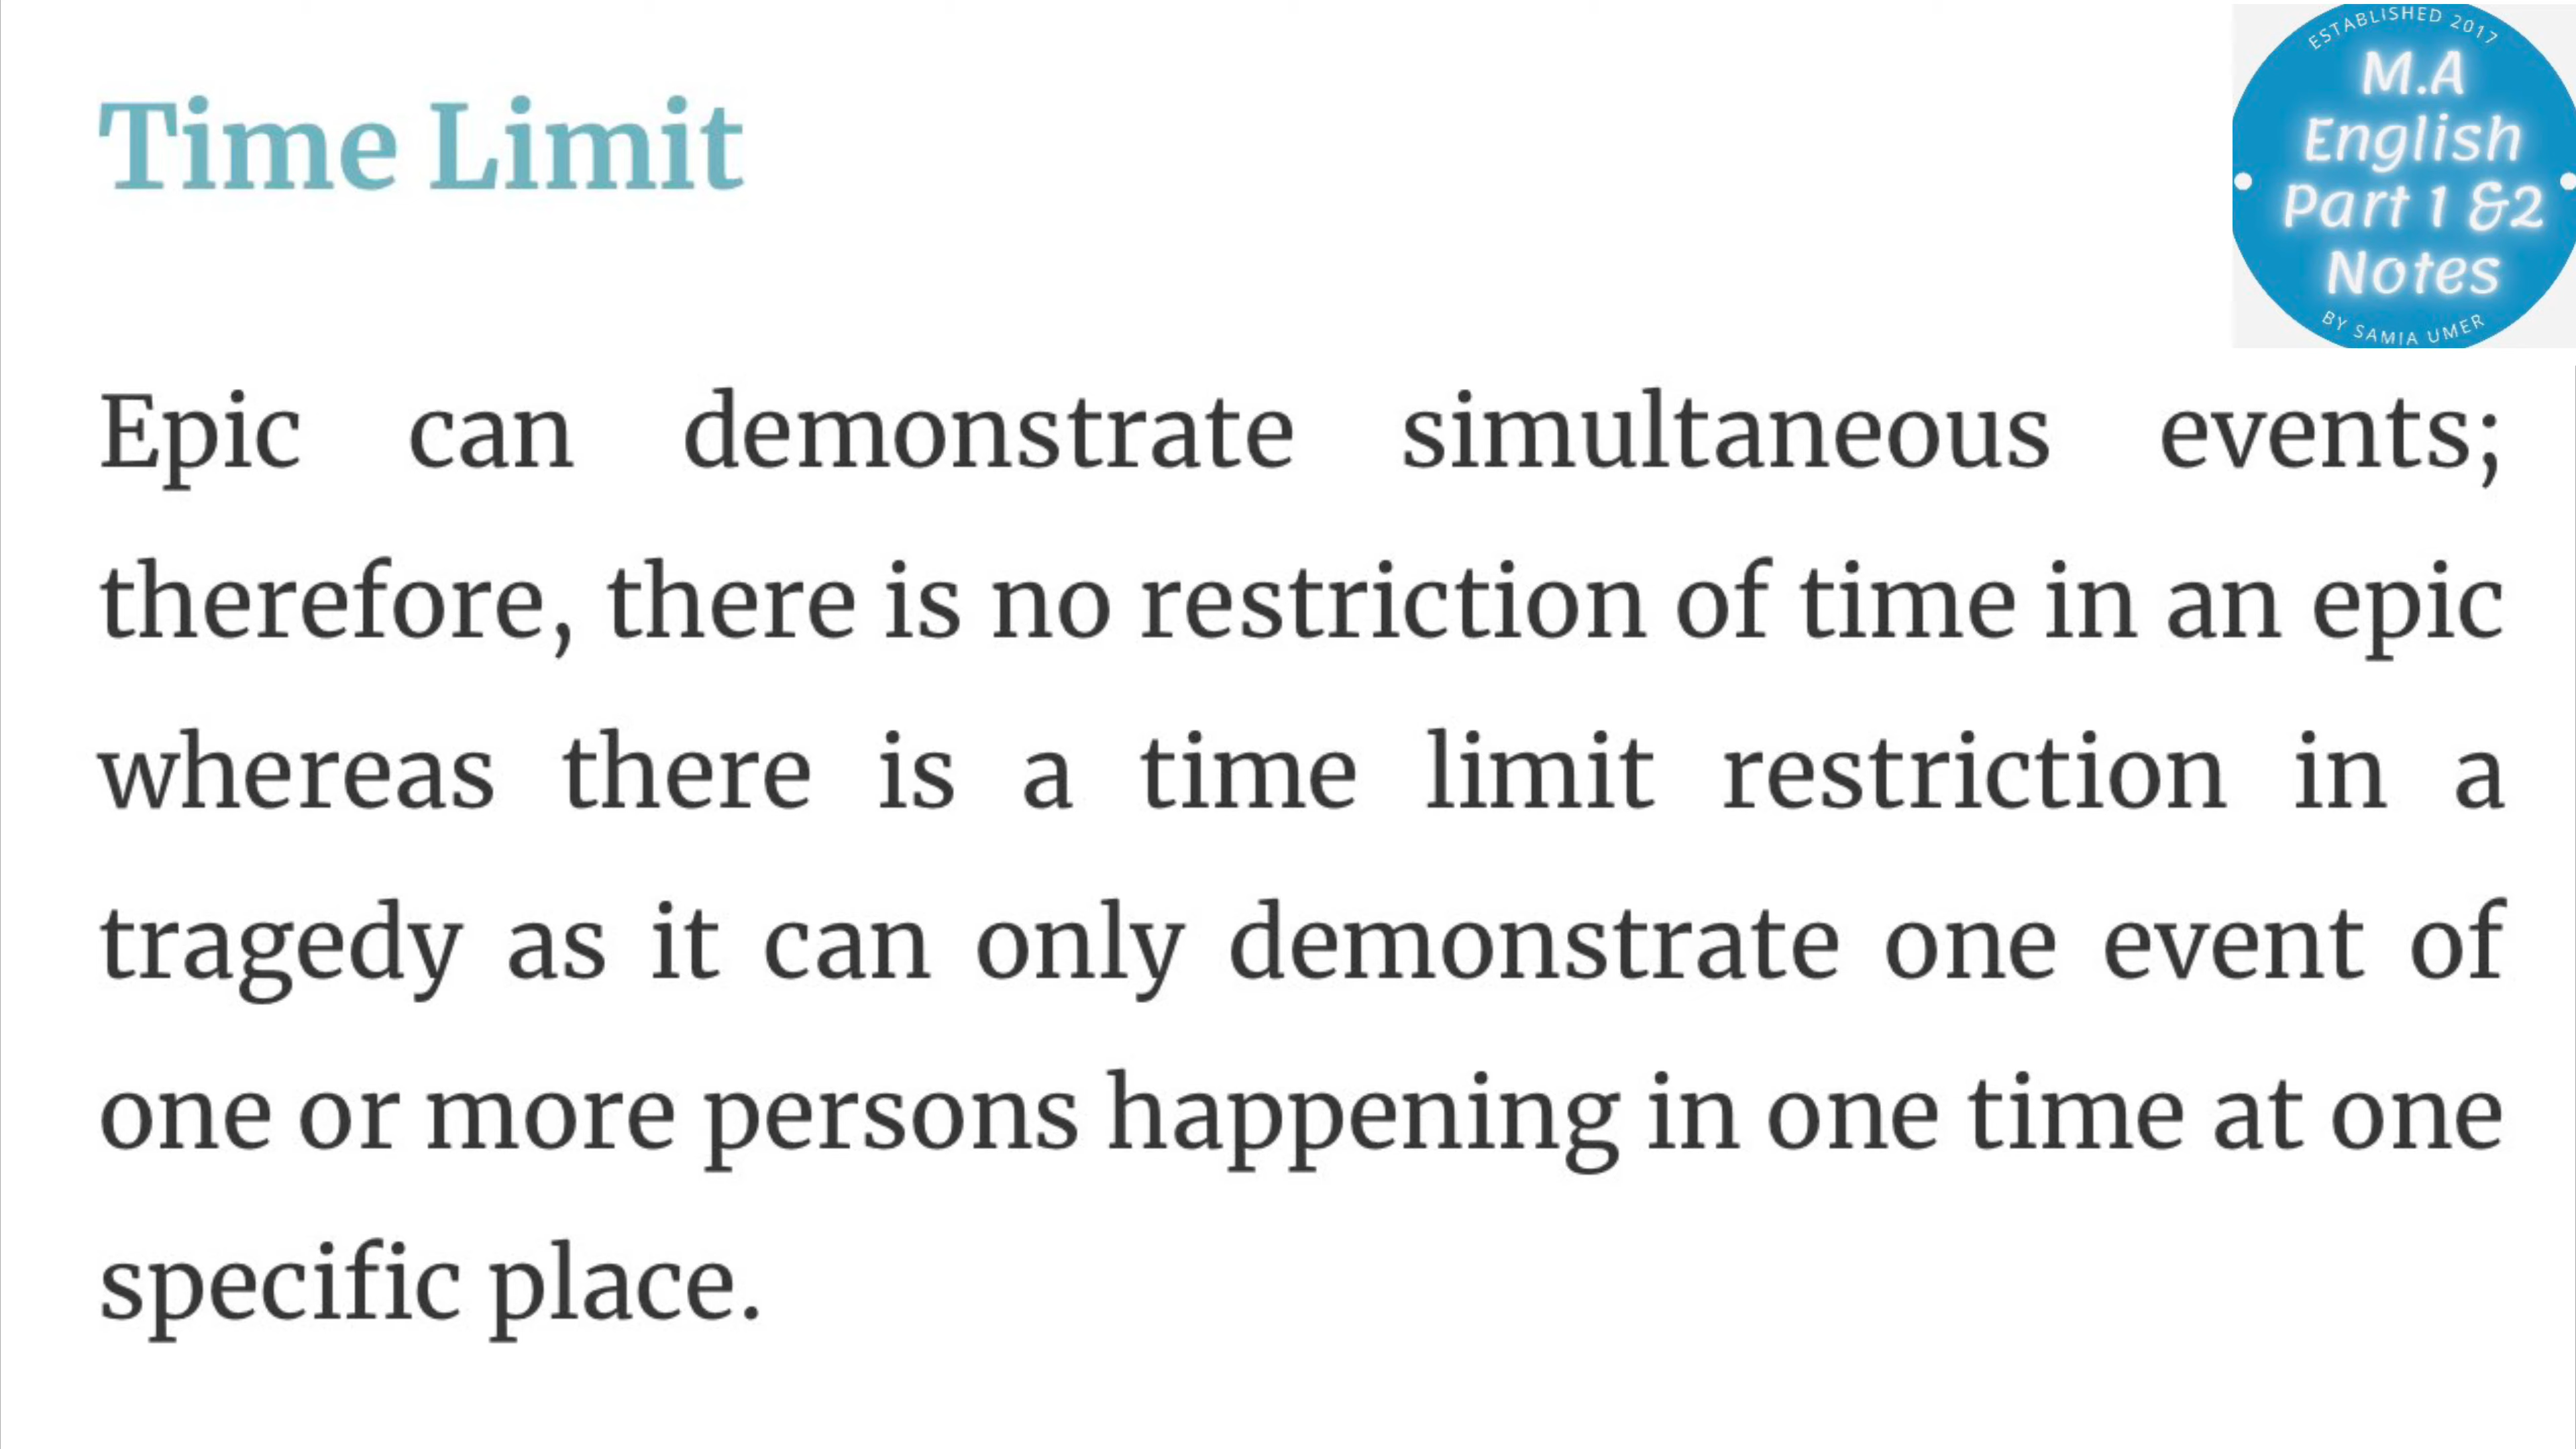 Time Limit
ESTABLISHED 2017
M.A
English
Part 1 &2
Notes
BY SAMIA UMER
Epic can demonstrate simultaneous events;
therefore, there is no restriction of time in an epic
whereas there is a time limit restriction in a
tragedy as it can only demonstrate one event of
one or more persons happening in one time at one
specific place.